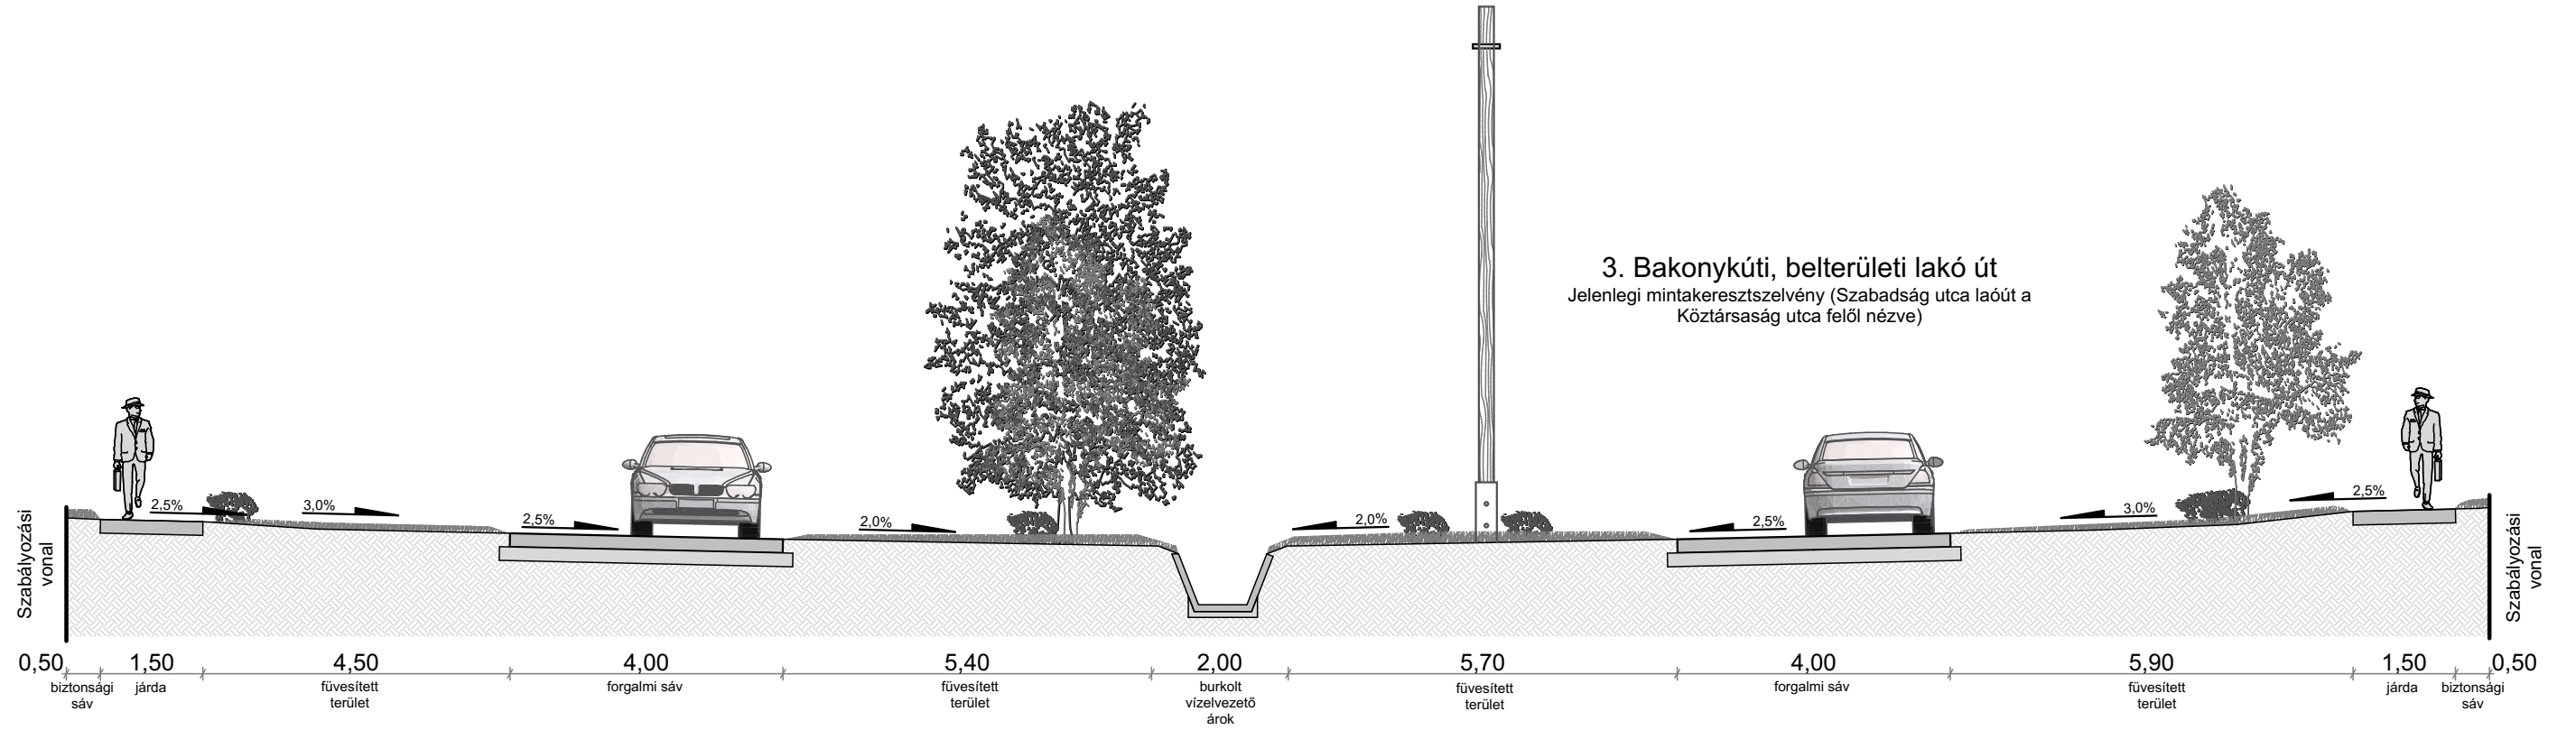 3. Bakonykúti, belterületi lakó út
Jelenlegi mintakeresztszelvény (Szabadság utca laóút a
Köztársaság utca felől nézve)
Szabályozási
vonal
2,5%
3,0%
2,5%
2,0%
2,0%
2,5%
3,0%
2,5%
Szabályozási
vonal
0,50
biztonsági
sáv
1,50
járda
4,50
füvesített
terület
4,00
forgalmi sáv
5,40
füvesített
terület
2.00
burkolt
vízelvezető
árok
5,70
füvesített
terület
4,00
forgalmi sáv
5,90
füvesített
terület
1,50
járda
0,50
biztonsági
sáv